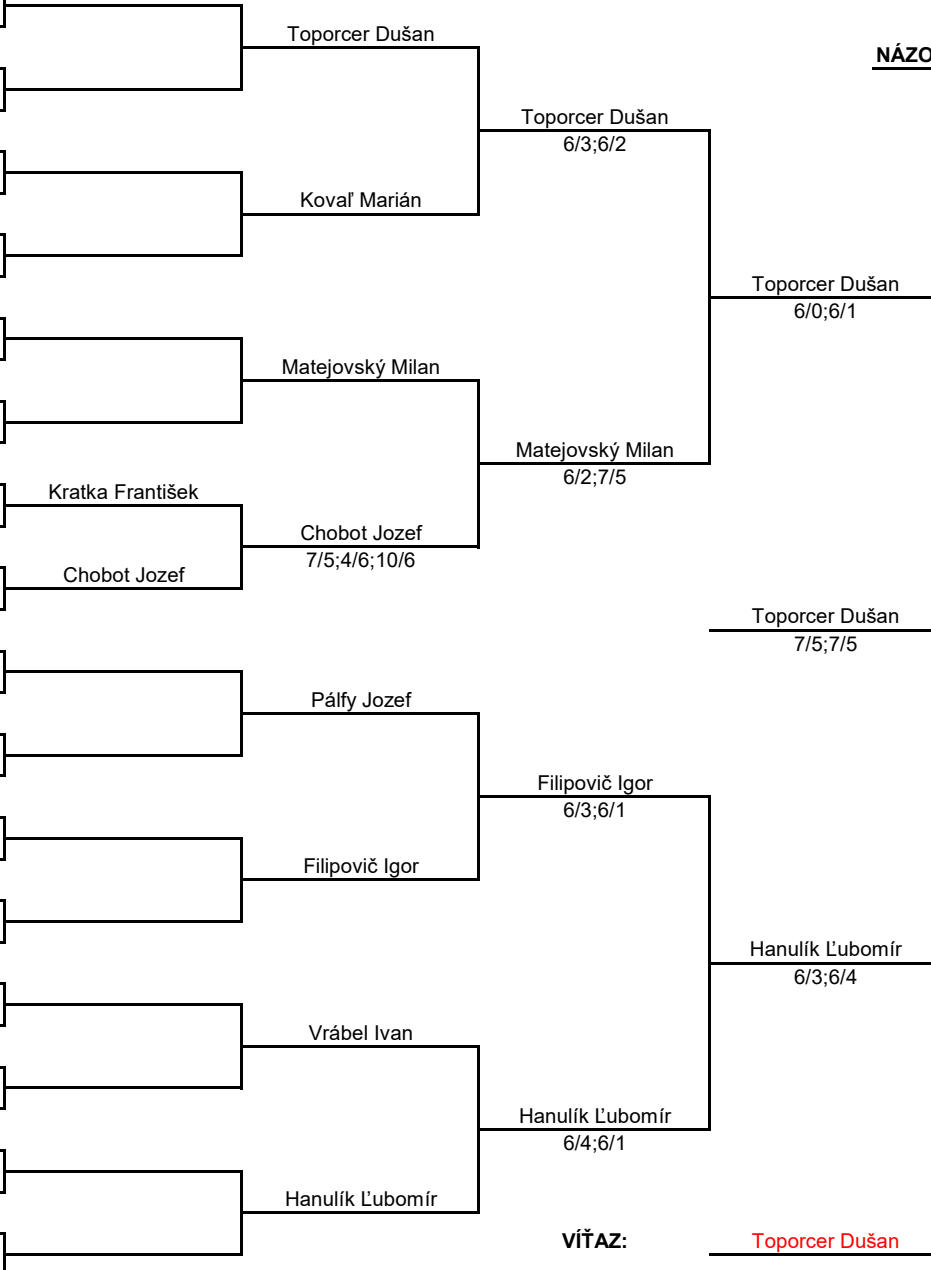 Toporcer Dušan
NÁZO
Toporcer Dušan
6/3;6/2
Kovaľ Marián
Toporcer Dušan
6/0;6/1
Matejovský Milan
Matejovský Milan
6/2;7/5
Kratka František
Chobot Jozef
7/5;4/6;10/6
Chobot Jozef
Toporcer Dušan
7/5;7/5
Pálfy Jozef
Filipovič Igor
6/3;6/1
Filipovič Igor
Hanulík Ľubomír
6/3;6/4
Vrábel Ivan
Hanulík Ľubomír
6/4;6/1
Hanulík Ľubomír
VÍŤAZ:
Toporcer Dušan